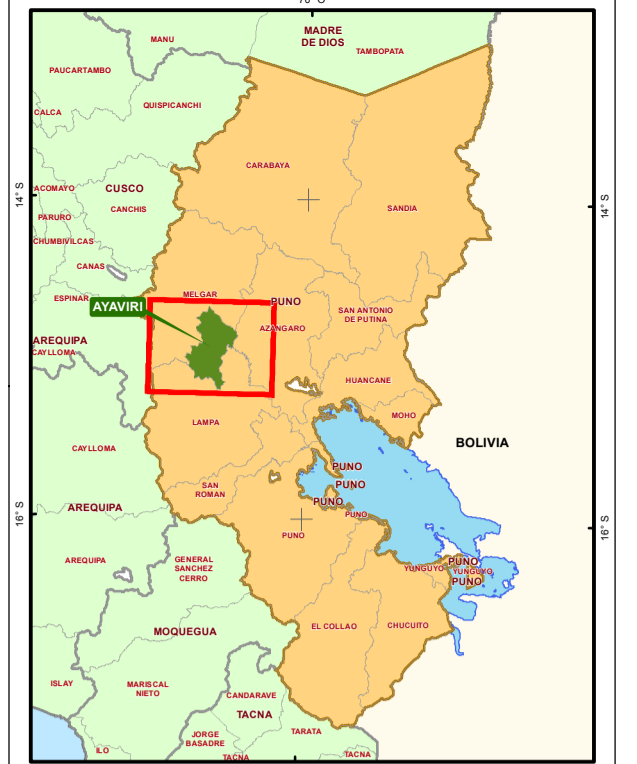 MADRE
DE DIOS
MANU
TAMBOPATA
PAUCARTAMBO
QUISPICANCHI
CALCA
CARABAYA
ACOMAYO
CUSCO
14° S
SANDIA
14° S
CANCHIS
PARURO
CHUMBIVILCAS
CANAS
MELGAR
ESPINAR
PUNO
AYAVIRI
SAN ANTONIO
DE PUTINA
AZANGARO
AREQUIPA
CAYLLOMA
HUANCANE
MOHO
LAMPA
BOLIVIA
CAYLLOMA
PUNO
PUNO
SAN
ROMAN
PUNO
AREQUIPA
PUNO
16° S
16° S
PUNO
AREQUIPA
GENERAL
SANCHEZ
CERRO
YUNGUYO
PUNO
YUNGUYO
PUNO
MOQUEGUA
EL COLLAO
CHUCUITO
ISLAY
MARISCAL
NIETO
CANDARAVE
TACNA
JORGE
BASADRE
TARATA
ILO
TACNA
TACNA